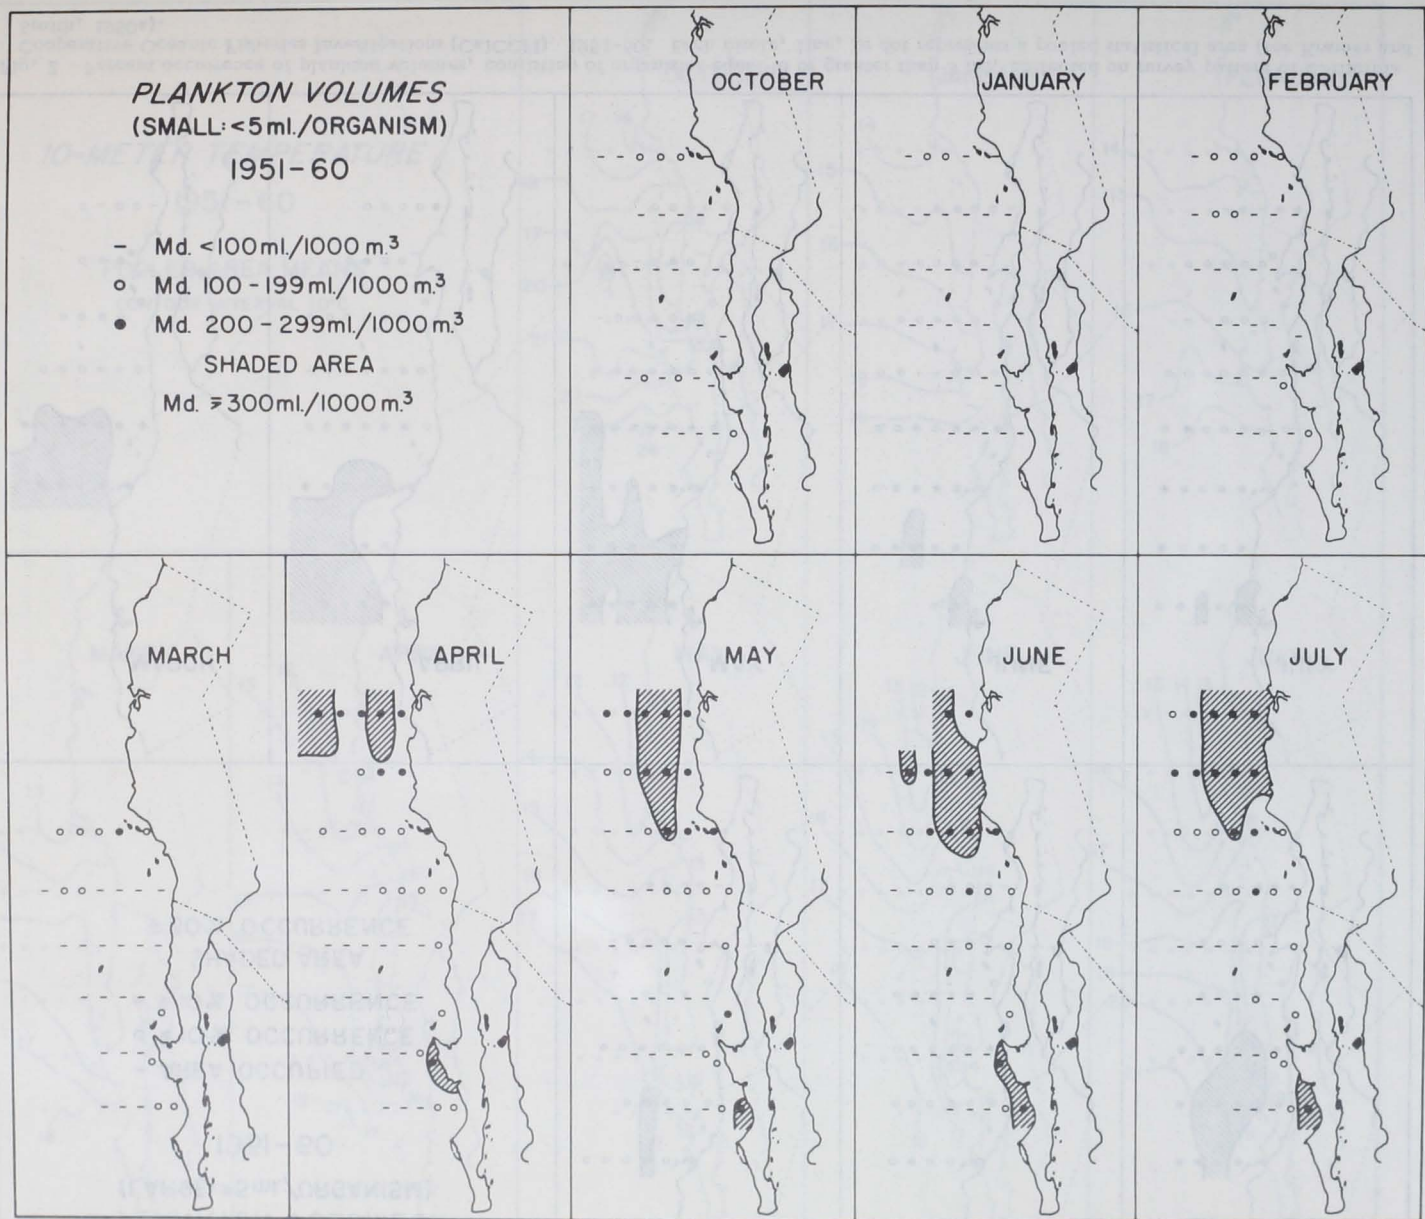 PLANKTON VOLUMES
(SMALL: <5 ml./ORGANISM)
1951-60
– Md. <100 ml./1000 m.³
○ Md. 100-199 ml./1000 m.³
● Md. 200-299 ml./1000 m.³
SHADED AREA
Md. ⋝300 ml./1000 m.³
OCTOBER
JANUARY
FEBRUARY
MARCH
APRIL
MAY
JUNE
JULY